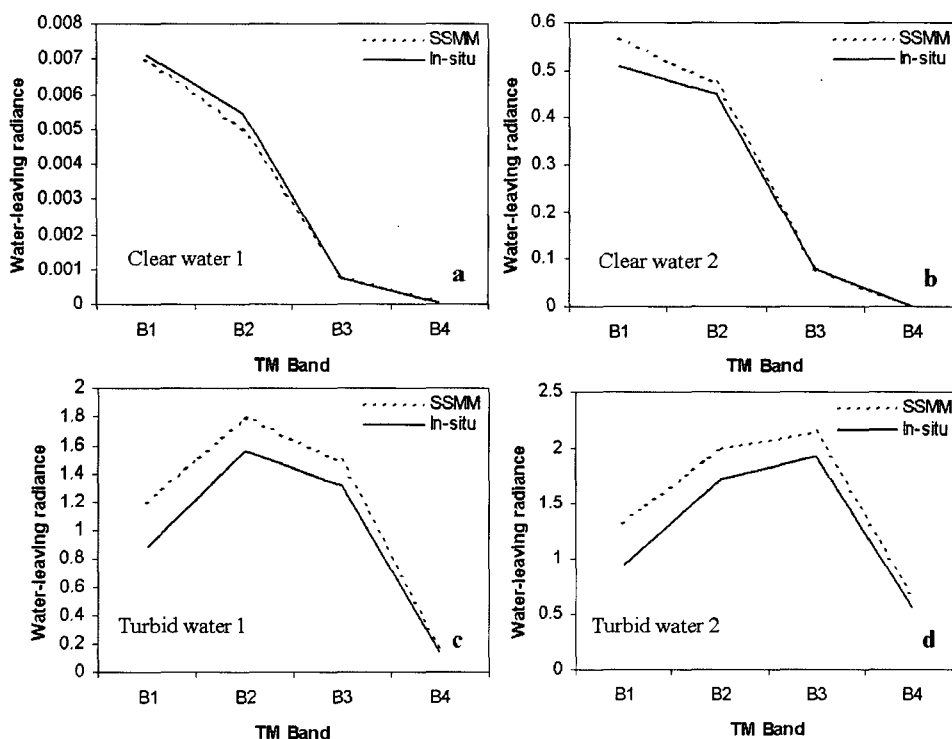 0.008
0.007
0.006
0.005
0.004
0.003
0.002
0.001
0
Water-leaving radiance
SSMM
In-situ
Clear water 1
a
B1 B2 B3 B4
TM Band
0.6
0.5
0.4
0.3
0.2
0.1
0
Water-leaving radiance
SSMM
In-situ
Clear water 2
b
B1 B2 B3 B4
TM Band
2
1.8
1.6
1.4
1.2
1
0.8
0.6
0.4
0.2
0
Water-leaving radiance
SSMM
In-situ
Turbid water 1
c
B1 B2 B3 B4
TM Band
2.5
2
1.5
1
0.5
0
Water-leaving radiance
SSMM
In-situ
Turbid water 2
d
B1 B2 B3 B4
TM Band